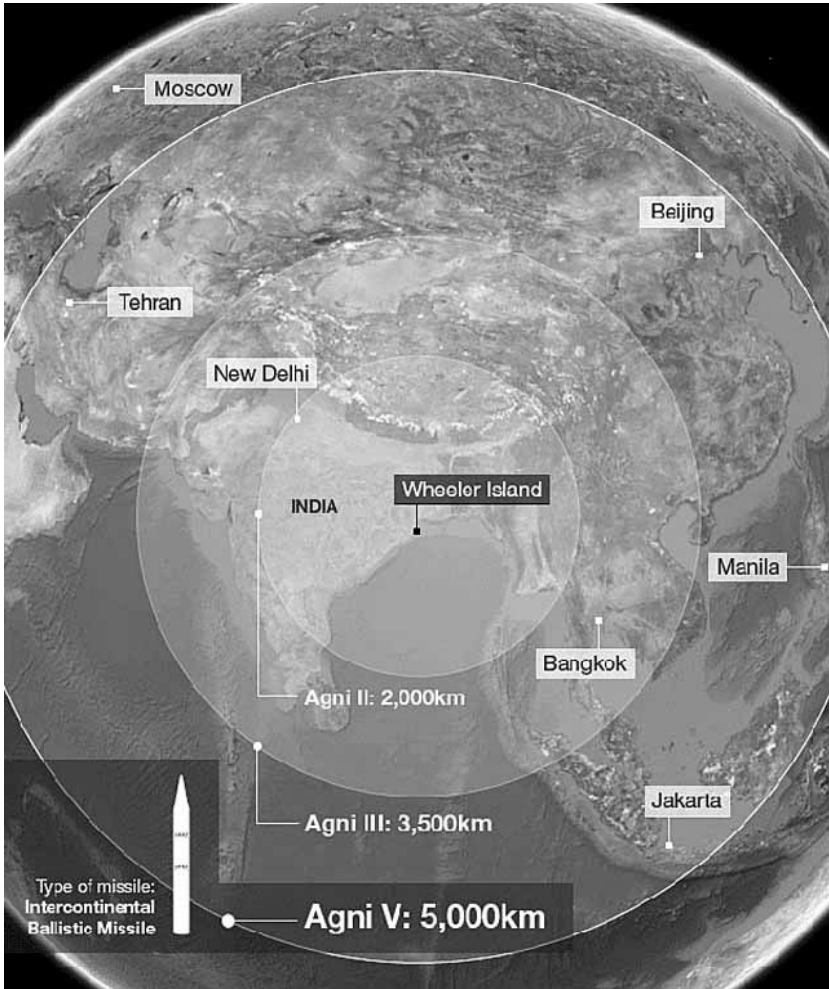 Moscow
Beijing
Tehran
New Delhi
Wheeler Island
INDIA
Manila
Bangkok
Agni II: 2,000km
Jakarta
Agni III: 3,500km
Type of missile:
Intercontinental
Ballistic Missile
Agni V: 5,000km